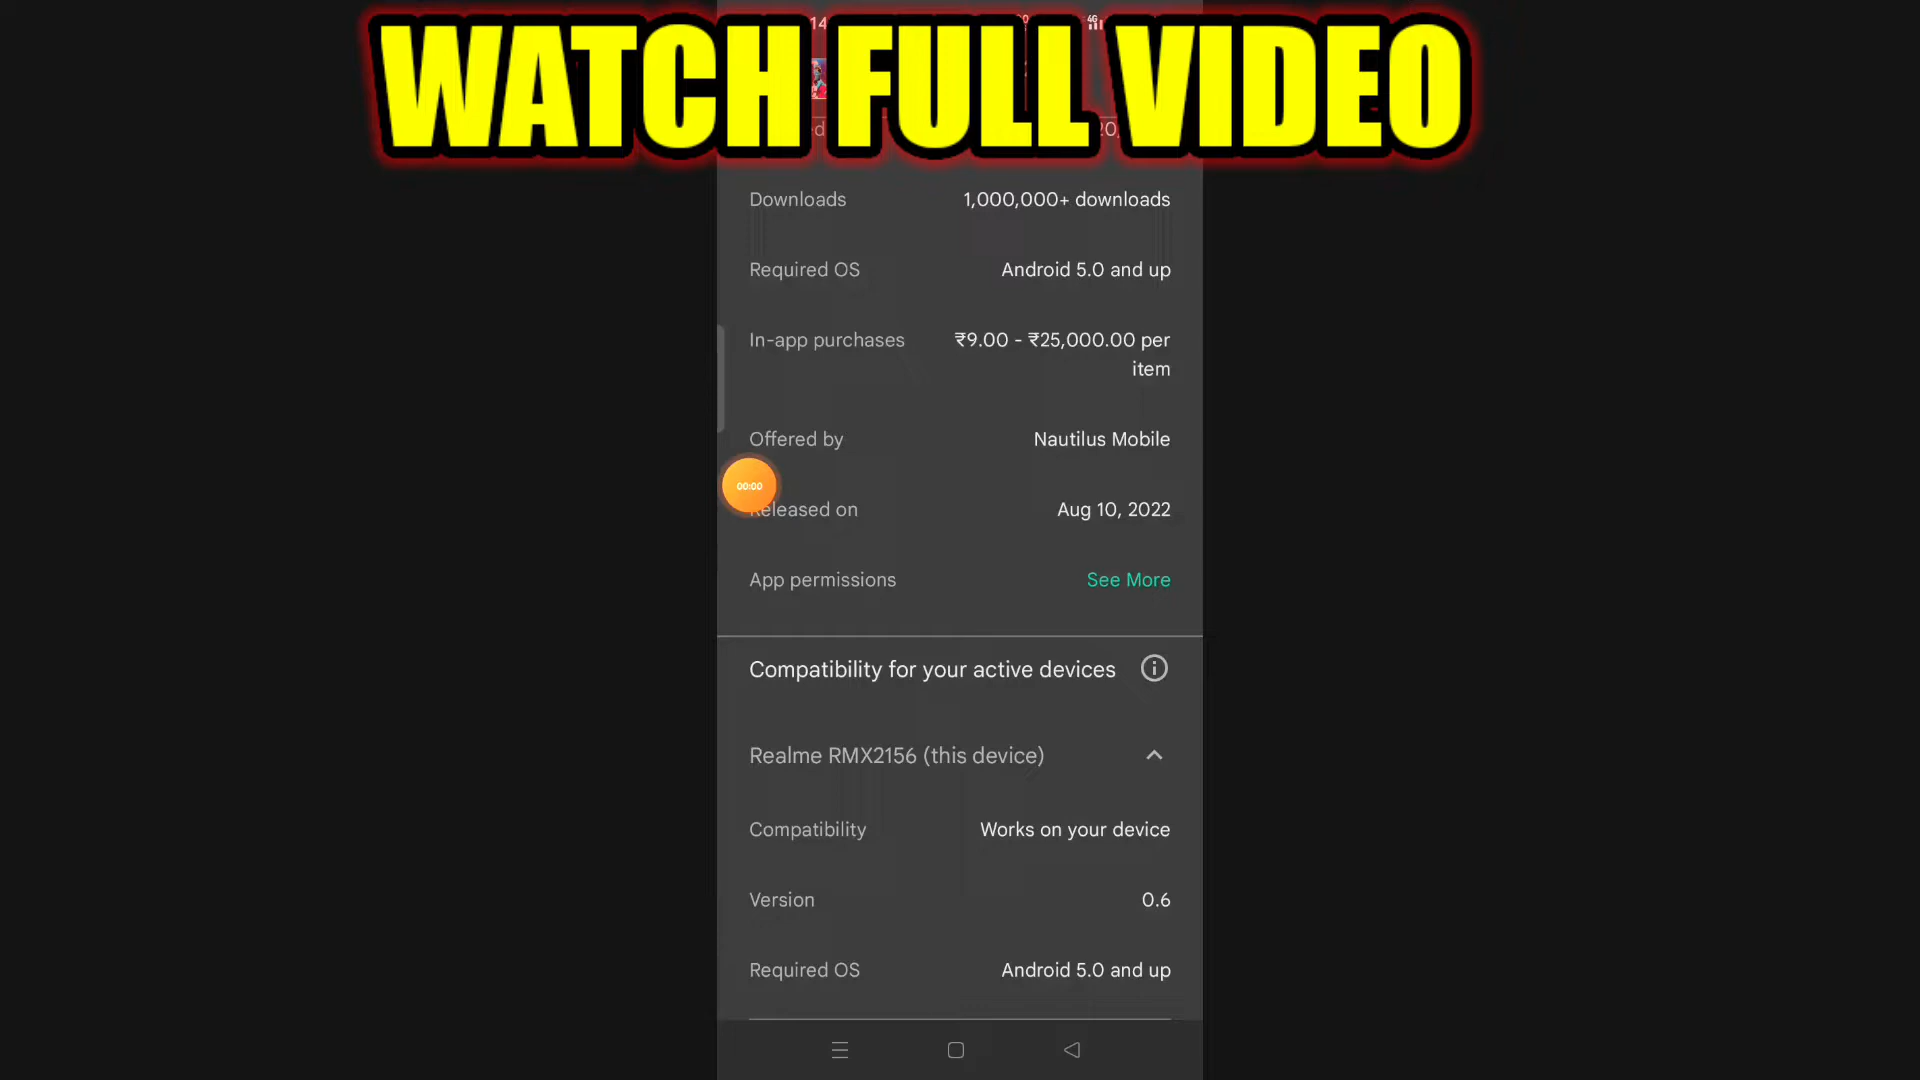 WATCH FULL VIDEO
4G
Downloads 1,000,000+ downloads
Required OS Android 5.0 and up
In-app purchases ₹9.00 - ₹25,000.00 per
item
Offered by Nautilus Mobile
00:00
Released on Aug 10, 2022
App permissions See More
Compatibility for your active devices
Realme RMX2156 (this device)
Compatibility Works on your device
Version 0.6
Required OS Android 5.0 and up